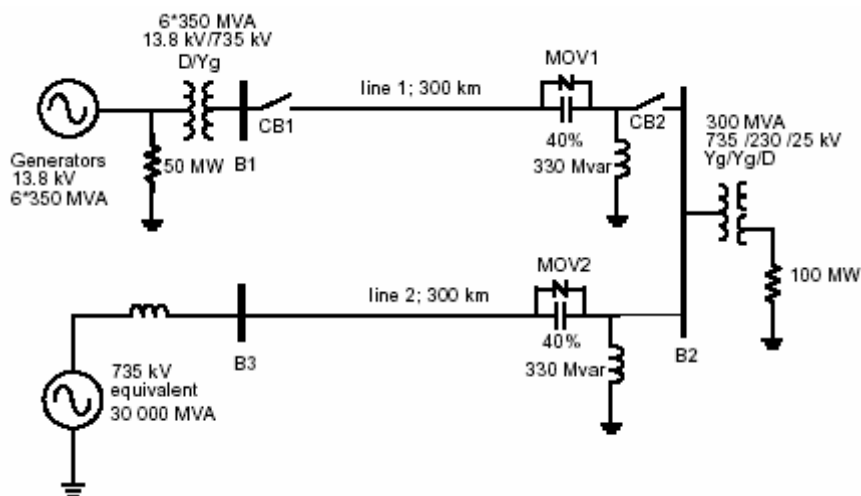 6*350 MVA
13.8 kV/735 kV
D/Yg
MOV1
line 1; 300 km
CB1
CB2
40%
300 MVA
735 /230 /25 kV
Yg/Yg/D
Generators
13.8 kV
6*350 MVA
50 MW
B1
330 Mvar
MOV2
line 2; 300 km
100 MW
B3
40%
B2
330 Mvar
735 kV
equivalent
30 000 MVA